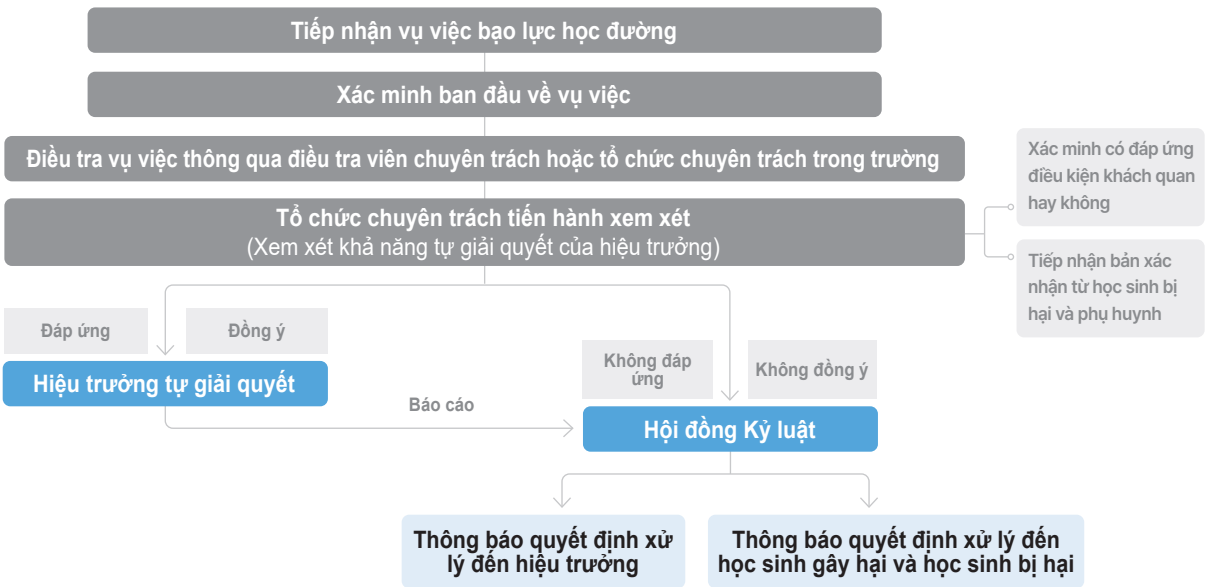 Tiếp nhận vụ việc bạo lực học đường
Xác minh ban đầu về vụ việc
Điều tra vụ việc thông qua điều tra viên chuyên trách hoặc tổ chức chuyên trách trong trường
Tổ chức chuyên trách tiến hành xem xét
(Xem xét khả năng tự giải quyết của hiệu trưởng)
Xác minh có đáp ứng
điều kiện khách quan
hay không
Tiếp nhận bản xác
nhận từ học sinh bị
hại và phụ huynh
Đáp ứng
Đồng ý
Hiệu trưởng tự giải quyết
Không đáp
ứng
Không đồng ý
Báo cáo
Hội đồng Kỷ luật
Thông báo quyết định xử
lý đến hiệu trưởng
Thông báo quyết định xử lý đến
học sinh gây hại và học sinh bị hại